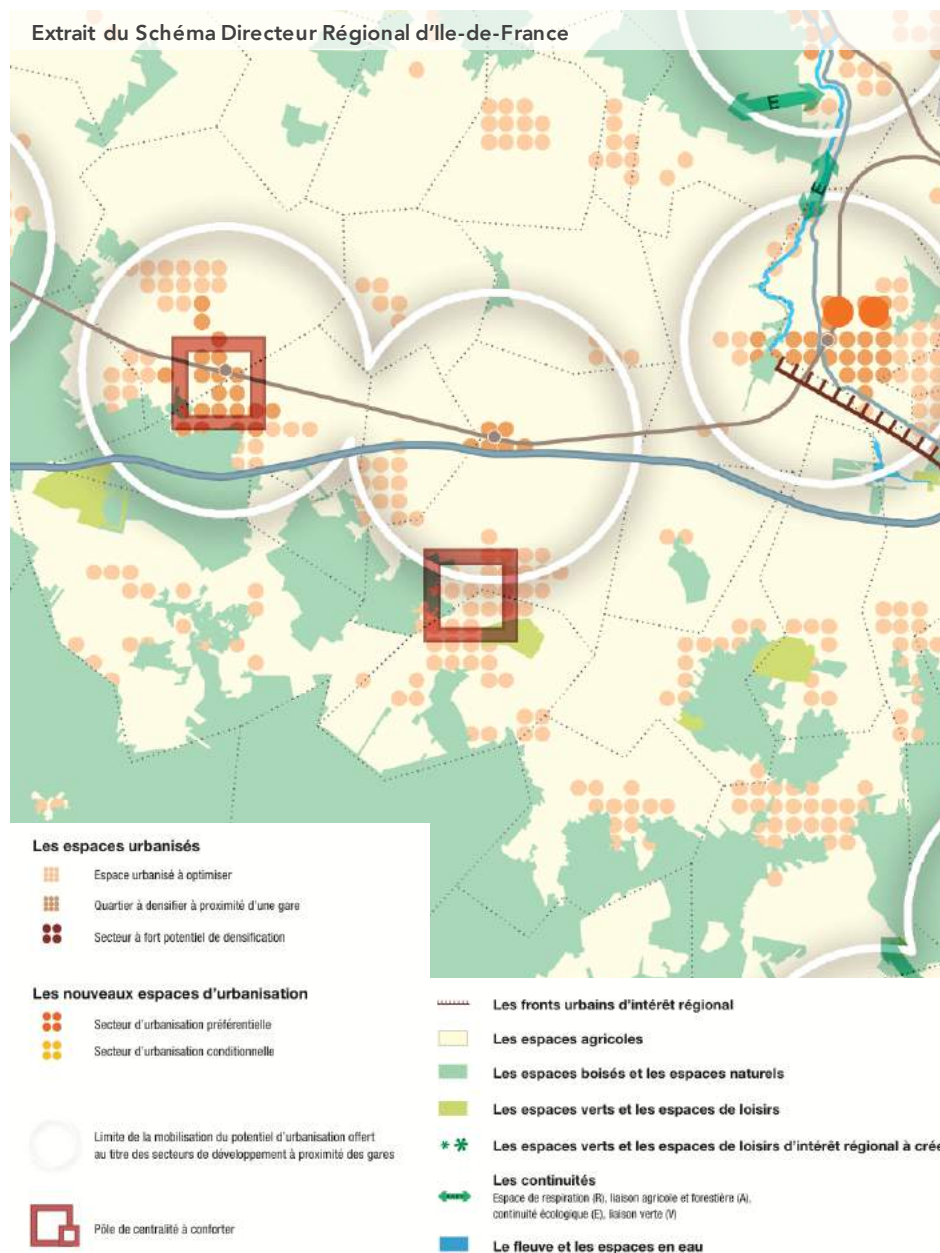 Extrait du Schéma Directeur Régional d'Ile-de-France
E
E
Les espaces urbanisés
Espace urbanisé à optimiser
Quartier à densifier à proximité d'une gare
Secteur à fort potentiel de densification
Les nouveaux espaces d'urbanisation
Secteur d'urbanisation préférentielle
Secteur d'urbanisation conditionnelle
Limite de la mobilisation du potentiel d'urbanisation offert
au titre des secteurs de développement à proximité des gares
Pôle de centralité à conforter
Les fronts urbains d'intérêt régional
Les espaces agricoles
Les espaces boisés et les espaces naturels
Les espaces verts et les espaces de loisirs
Les espaces verts et les espaces de loisirs d'intérêt régional à crée
Les continuités
Espace de respiration (R), liaison agricole et forestière (A),
continuité écologique (E), liaison verte (V)
Le fleuve et les espaces en eau